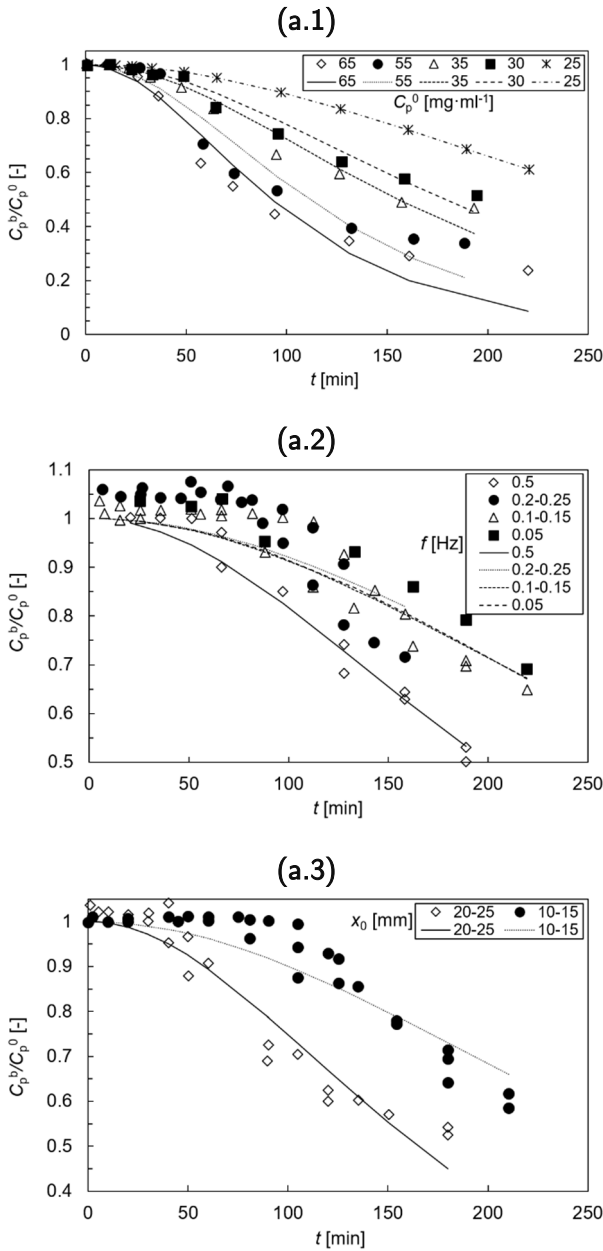 (a.1)
1
0.8
0.6
0.4
0.2
0
0 50 100 150 200 250
Cₚᵇ/Cₚ⁰ [-]
t [min]
65 55 35 30 25
65 55 35 30 25
Cₚ⁰ [mg·ml⁻¹]
(a.2)
1.1
1
0.9
0.8
0.7
0.6
0.5
0 50 100 150 200 250
Cₚᵇ/Cₚ⁰ [-]
t [min]
f [Hz]
0.5
0.2-0.25
0.1-0.15
0.05
0.5
0.2-0.25
0.1-0.15
0.05
(a.3)
1
0.9
0.8
0.7
0.6
0.5
0.4
0 50 100 150 200 250
Cₚᵇ/Cₚ⁰ [-]
t [min]
x₀ [mm]
20-25 10-15
20-25 10-15